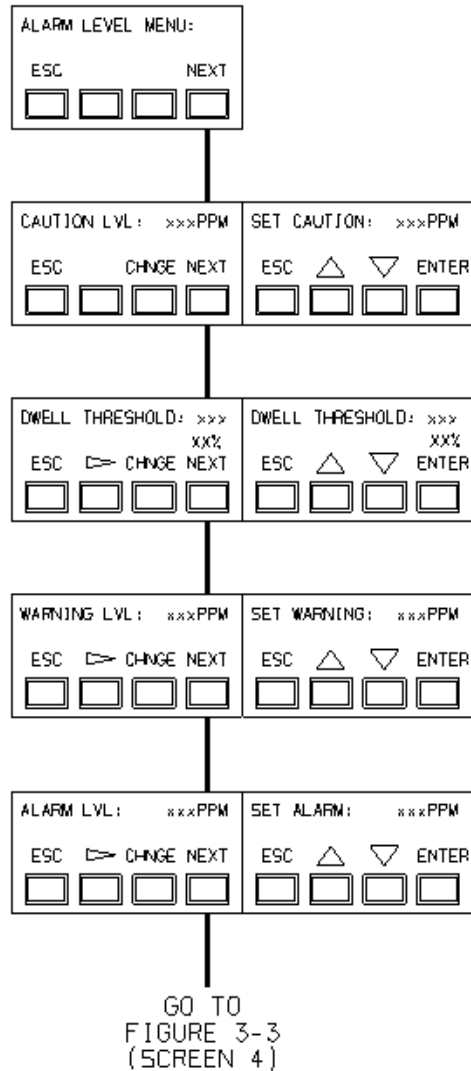 ALARM LEVEL MENU:
ESC NEXT
CAUTION LVL: xxxPPM
ESC CHNGE NEXT
SET CAUTION: xxxPPM
ESC △ ▽ ENTER
DWELL THRESHOLD: xxx
XX%
ESC ▷ CHNGE NEXT
DWELL THRESHOLD: xxx
XX%
ESC △ ▽ ENTER
WARNING LVL: xxxPPM
ESC ▷ CHNGE NEXT
SET WARNING: xxxPPM
ESC △ ▽ ENTER
ALARM LVL: xxxPPM
ESC ▷ CHNGE NEXT
SET ALARM: xxxPPM
ESC △ ▽ ENTER
GO TO
FIGURE 3-3
(SCREEN 4)